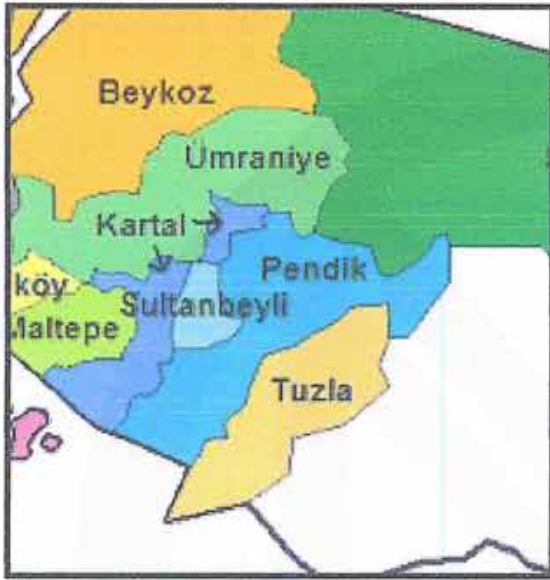 Beykoz
Ümraniye
Kartal
Pendik
köy
Sultanbeyli
Maltepe
Tuzla